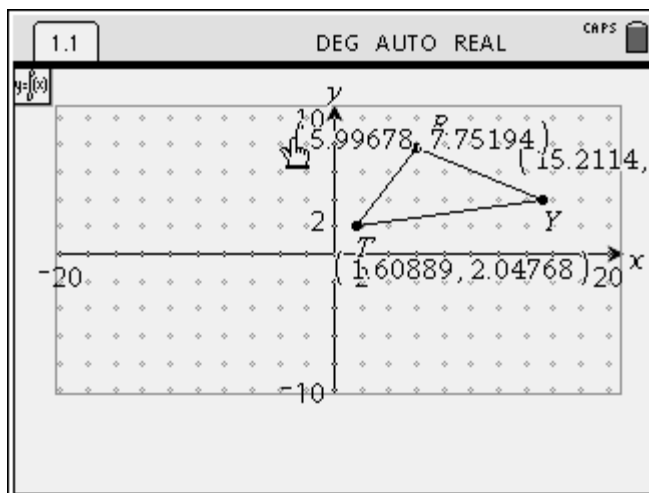 1.1
DEG AUTO REAL
CAPS
y=f(x)
y
10
(5.99678, 7.75194)
(15.2114,
2
Y
T
-20
(1.60889, 2.04768)
20
x
-10